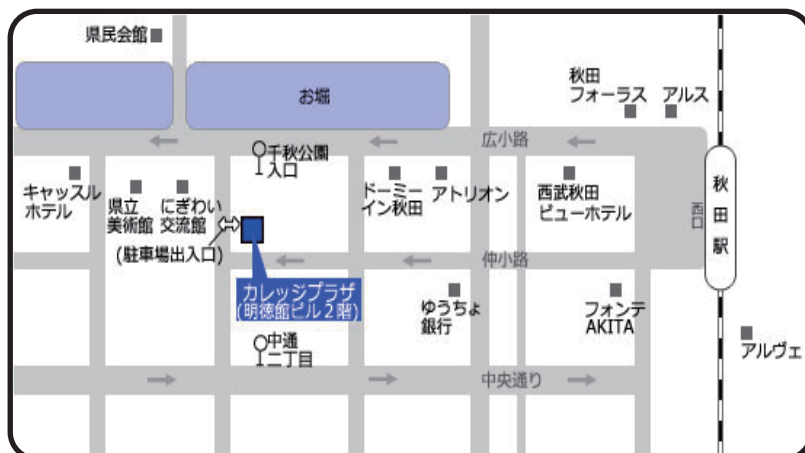 県民会館
お堀
秋田
フォーラス
アルス
広小路
千秋公園
入口
キャッスル
ホテル
県立
美術館
にぎわい
交流館
ドーミー
イン秋田
アトリオン
西武秋田
ビューホテル
西口
秋田駅
(駐車場出入口)
仲小路
カレッジプラザ
(明徳館ビル2階)
ゆうちょ
銀行
フォンテ
AKITA
アルヴェ
中通
二丁目
中央通り